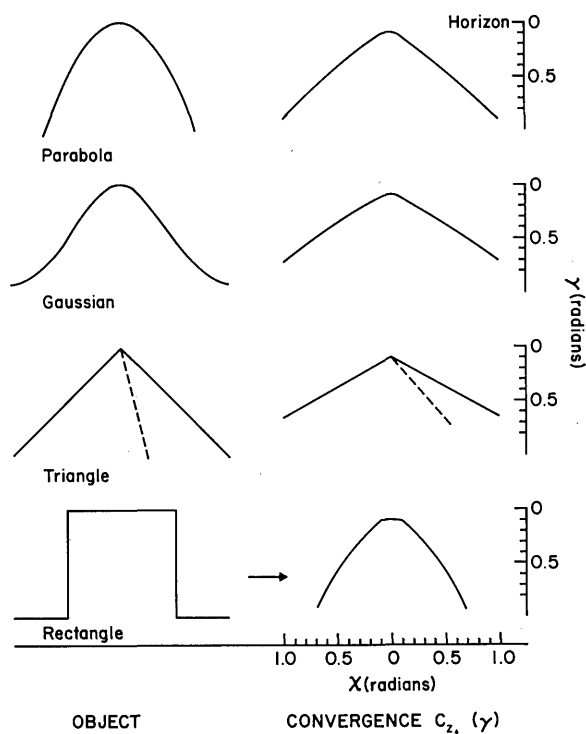 Horizon
0
0.5
Parabola
0
0.5
Gaussian
γ (radians)
0
0.5
Triangle
0
0.5
Rectangle
1.0 0.5 0 0.5 1.0
χ (radians)
OBJECT CONVERGENCE C_z₊ (γ)